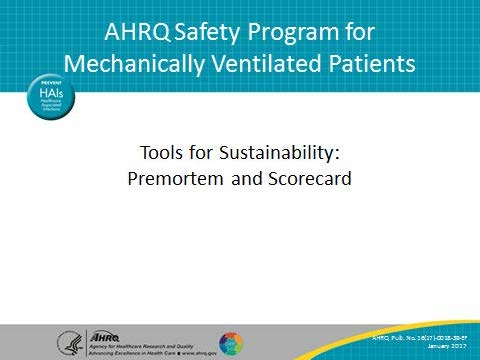 AHRQ Safety Program for
Mechanically Ventilated Patients
PREVENT
HAIs
Healthcare
Associated
Infections
Tools for Sustainability:
Premortem and Scorecard
AHRQ
Agency for Healthcare Research and Quality
Advancing Excellence in Health Care www.ahrq.gov
AHRQ Pub. No. 16(17)-0018-39-EF
January 2017